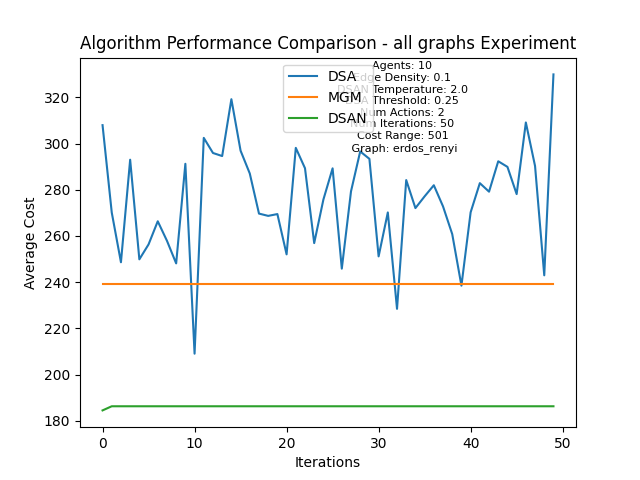 Algorithm Performance Comparison - all graphs Experiment
Agents: 10
Edge Density: 0.1
DSAN Temperature: 2.0
Threshold: 0.25
Num Actions: 2
Num Iterations: 50
Cost Range: 501
Graph: erdos_renyi
DSA
MGM
DSAN
Average Cost
320
300
280
260
240
220
200
180
0
10
20
30
40
50
Iterations